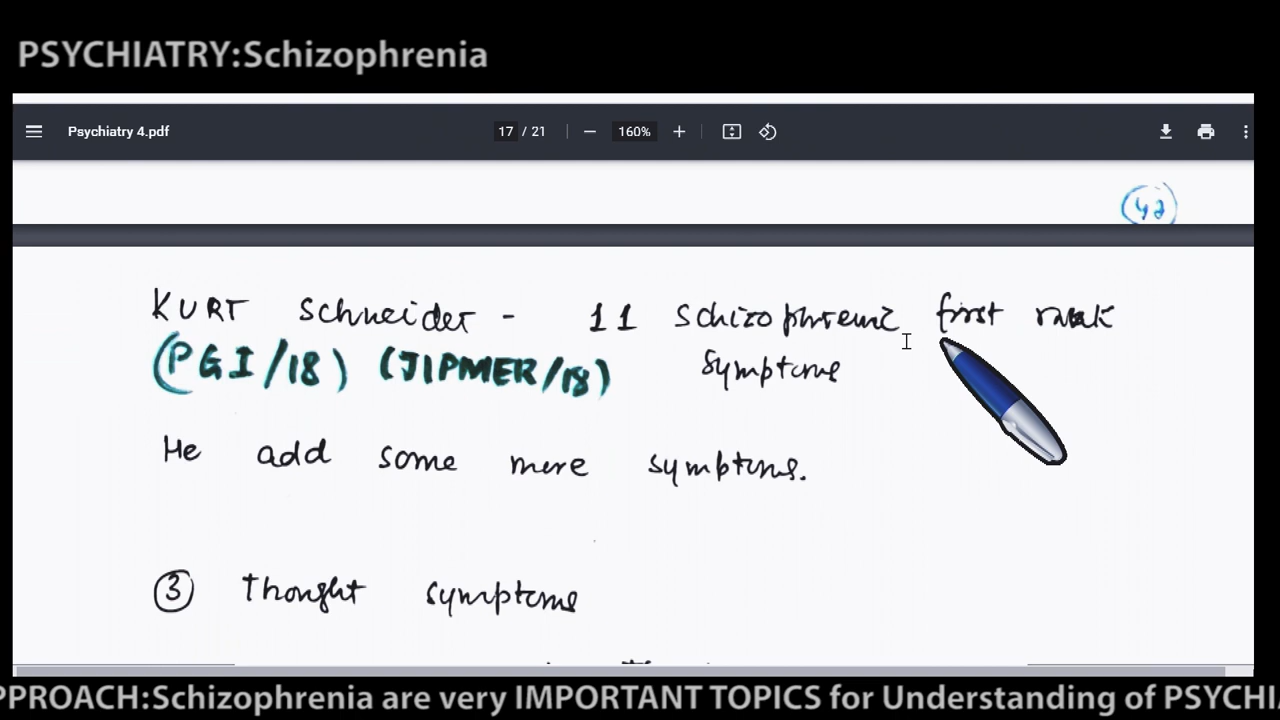 PSYCHIATRY:Schizophrenia
Psychiatry 4.pdf 17 / 21 160%
42
KURT Schneider - 11 Schizophrenic first rank
(PGI/18) (JIPMER/18) symptoms
He add some more symptoms.
3 Thought symptoms
PPROACH:Schizophrenia are very IMPORTANT TOPICS for Understanding of PSYCHI